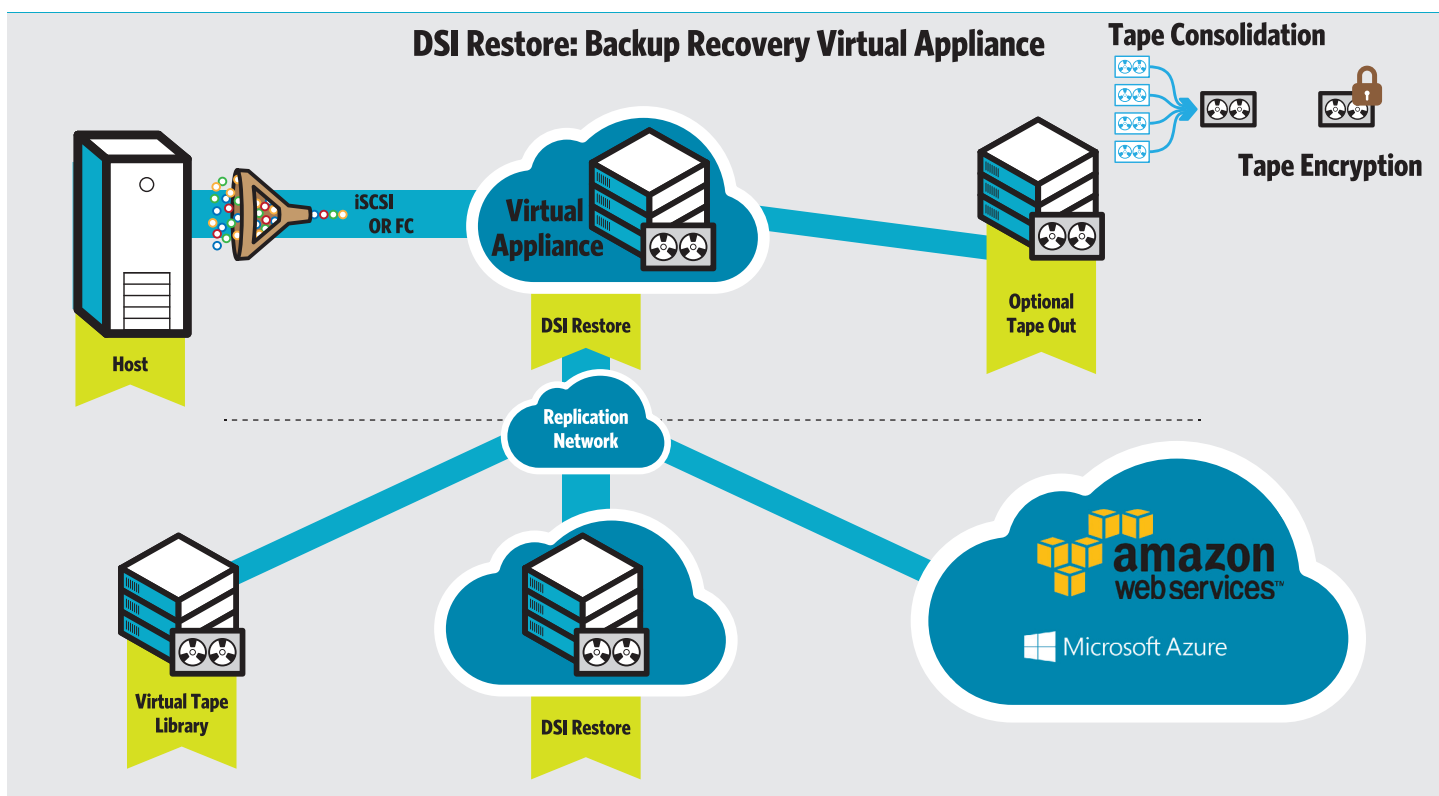 DSI Restore: Backup Recovery Virtual Appliance
Tape Consolidation
Tape Encryption
iSCSI
OR FC
Virtual
Appliance
Host
DSI Restore
Optional
Tape Out
Replication
Network
amazon
web services™
Microsoft Azure
Virtual Tape
Library
DSI Restore